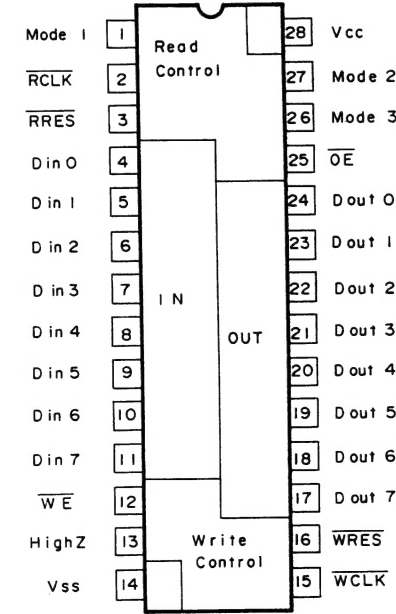 Mode 1 1 Read Control 28 Vcc
RCLK 2 27 Mode 2
RRES 3 26 Mode 3
Din 0 4 25 OE
Din 1 5 24 Dout 0
Din 2 6 23 Dout 1
Din 3 7 IN 22 Dout 2
Din 4 8 OUT 21 Dout 3
Din 5 9 20 Dout 4
Din 6 10 19 Dout 5
Din 7 11 18 Dout 6
WE 12 17 Dout 7
HighZ 13 Write Control 16 WRES
Vss 14 15 WCLK